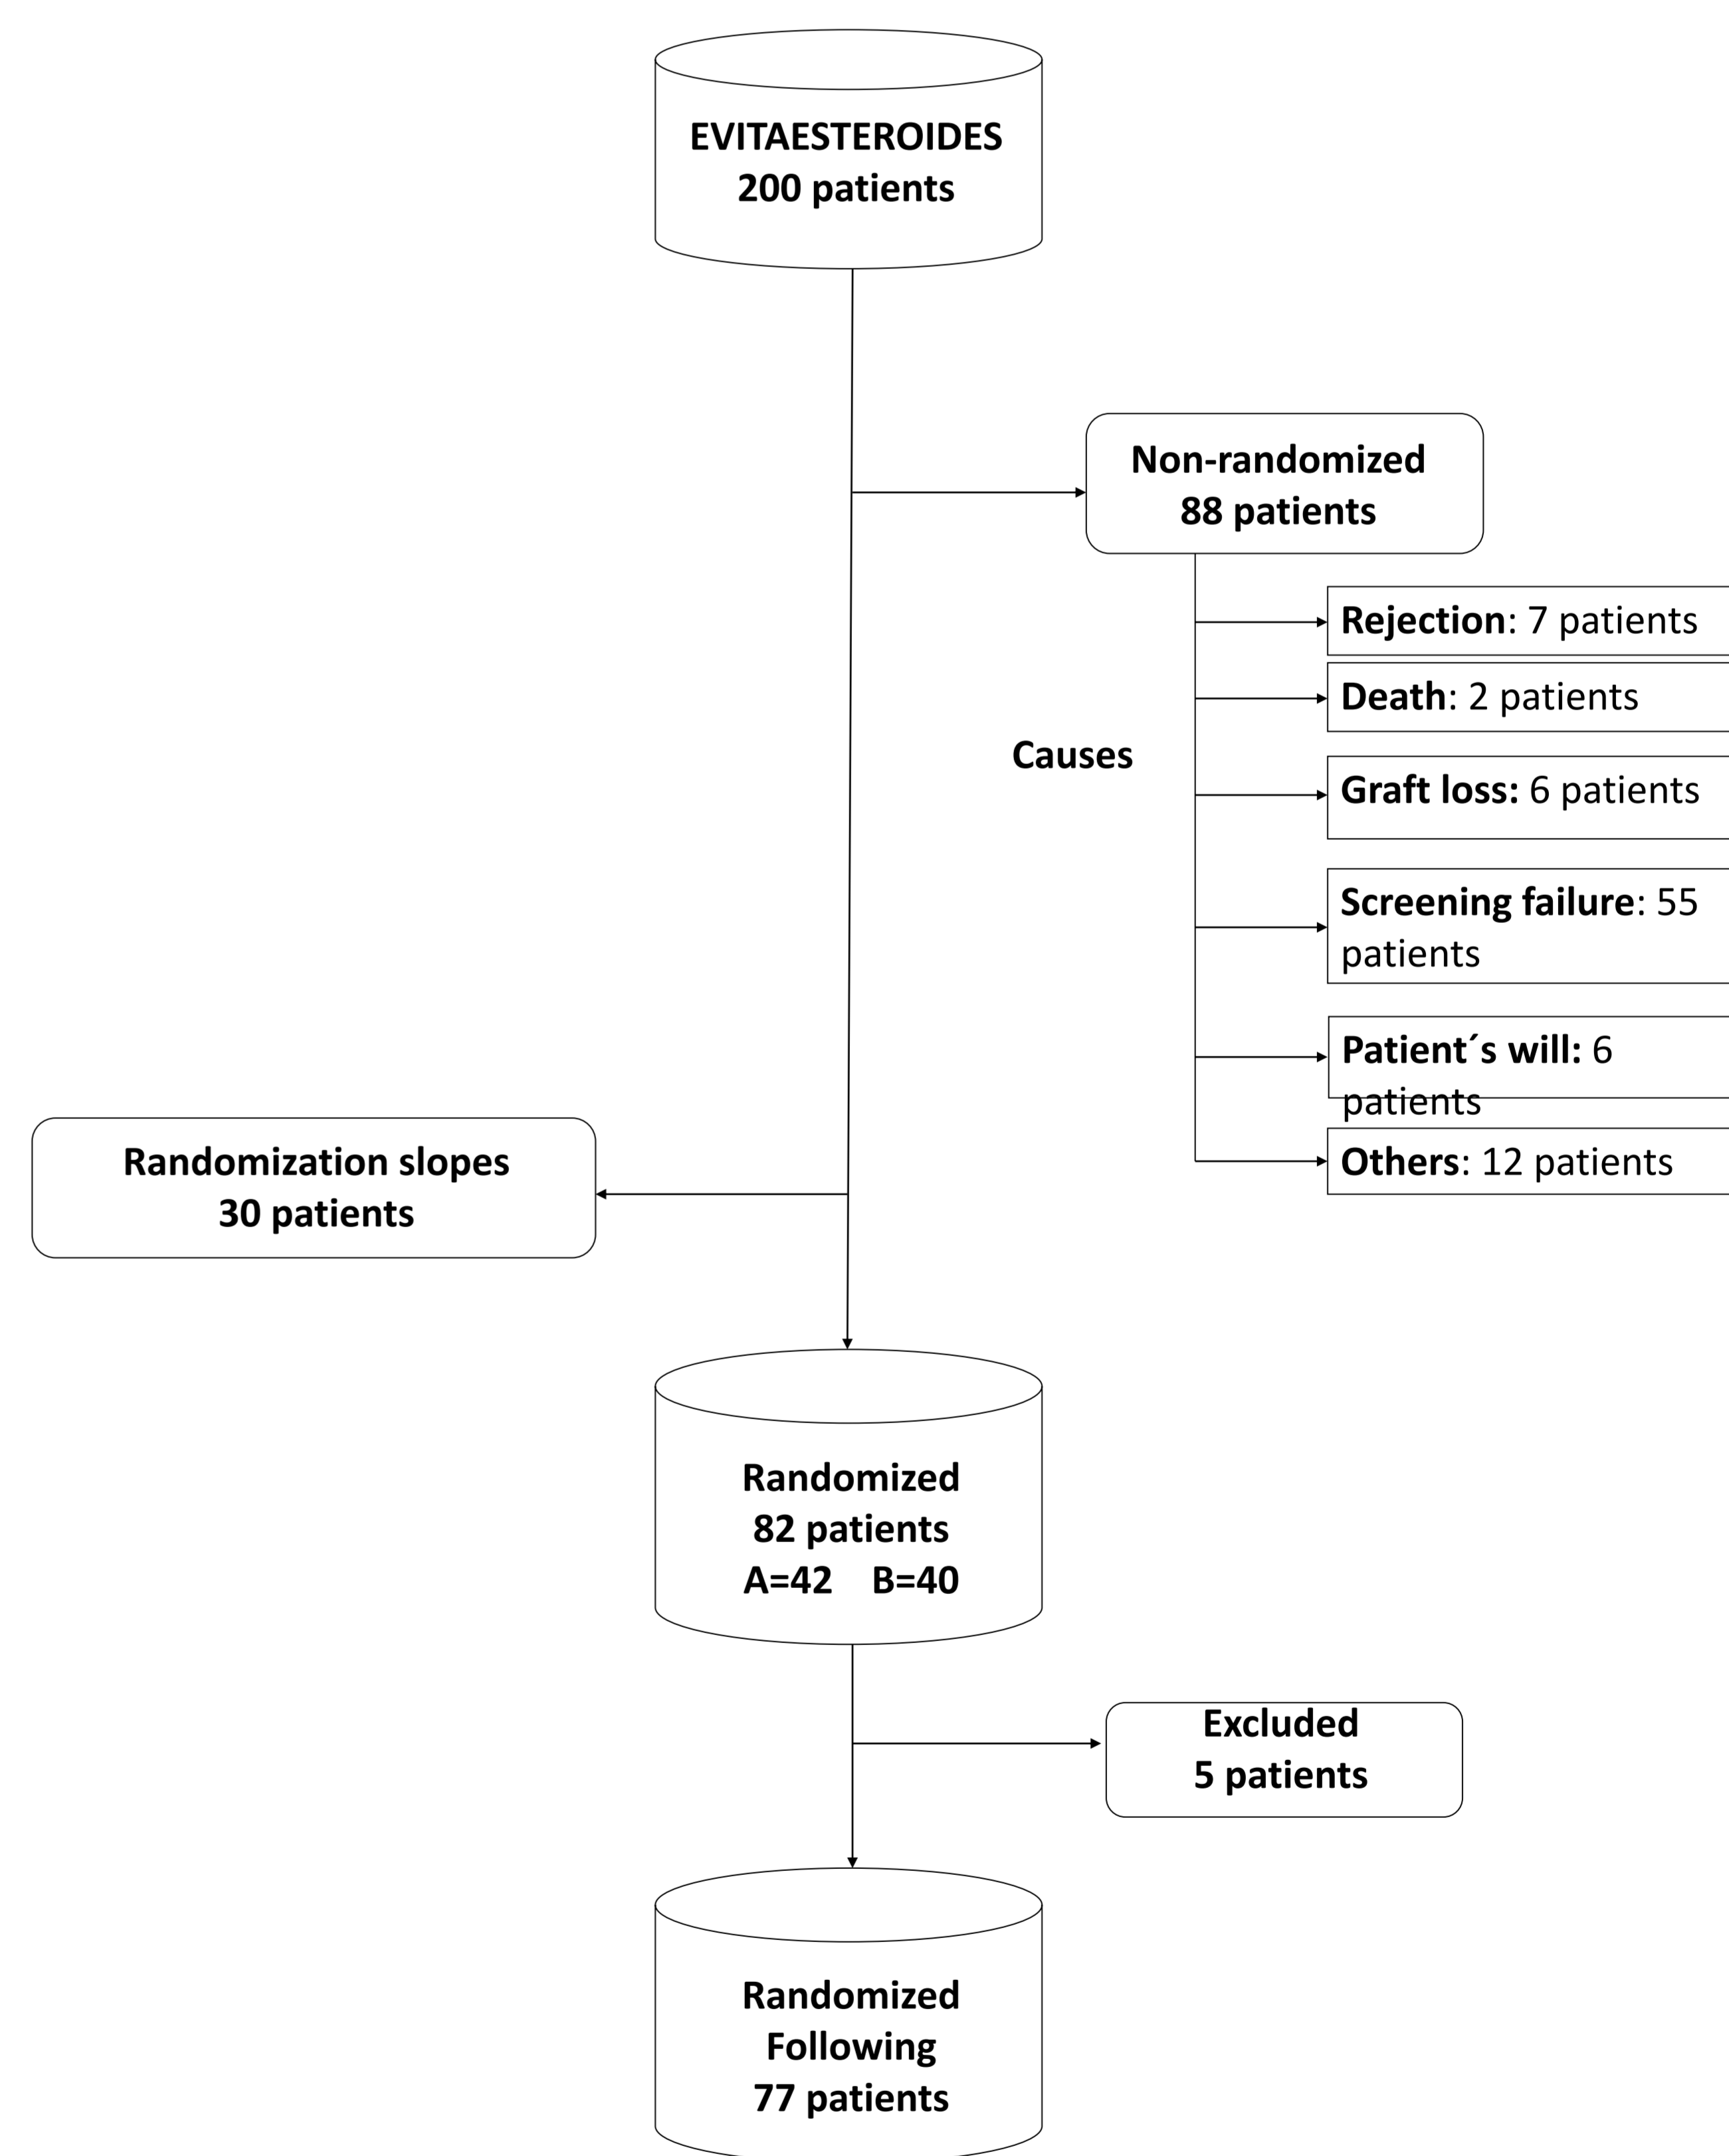 EVITAESTEROIDES
200 patients
Non-randomized
88 patients
Rejection: 7 patients
Death: 2 patients
Causes
Graft loss: 6 patients
Screening failure: 55
patients
Patient´s will: 6
patients
Others: 12 patients
Randomization slopes
30 patients
Randomized
82 patients
A=42 B=40
Excluded
5 patients
Randomized
Following
77 patients